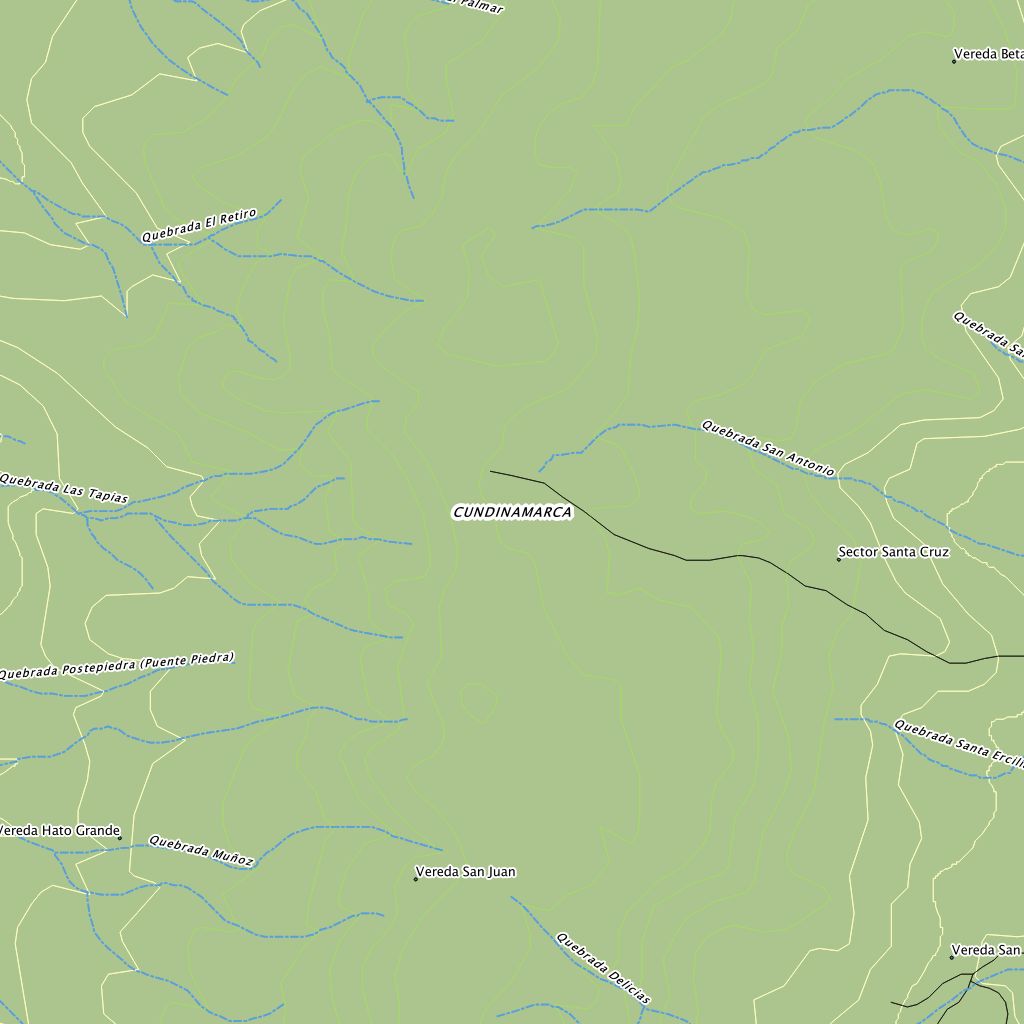 Palmar
Vereda Beta
Quebrada El Retiro
Quebrada Sa
Quebrada San Antonio
Quebrada Las Tapias
CUNDINAMARCA
Sector Santa Cruz
Quebrada Postepiedra (Puente Piedra)
Quebrada Santa Ercili
Vereda Hato Grande
Quebrada Muñoz
Vereda San Juan
Quebrada Delicias
Vereda San